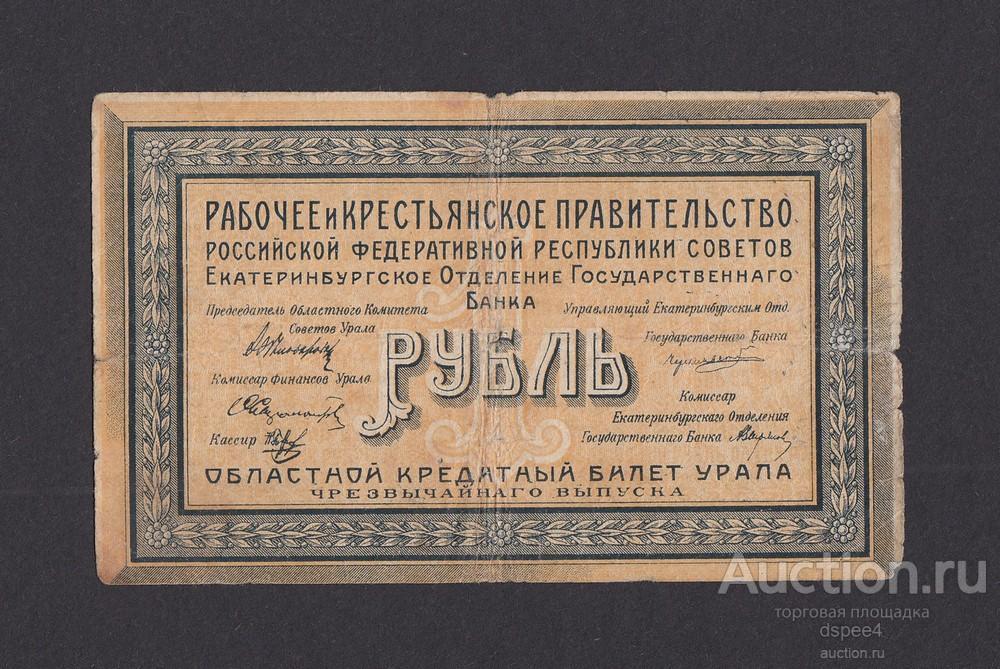 РАБОЧЕЕ и КРЕСТЬЯНСКОЕ ПРАВИТЕЛЬСТВО
РОССИЙСКОЙ ФЕДЕРАТИВНОЙ РЕСПУБЛИКИ СОВЕТОВ
ЕКАТЕРИНБУРГСКОЕ ОТДЕЛЕНИЕ ГОСУДАРСТВЕННАГО
БАНКА
Председатель Областного Комитета
Советов Урала
Управляющий Екатеринбургским Отд.
Государственнаго Банка
РУБЛЬ
Комиссар Финансов Урала
Кассир
Комиссар
Екатеринбургскаго Отделения
Государственнаго Банка
ОБЛАСТНОЙ КРЕДИТНЫЙ БИЛЕТ УРАЛА
ЧРЕЗВЫЧАЙНАГО ВЫПУСКА
Auction.ru
торговая площадка
dspee4
auction.ru